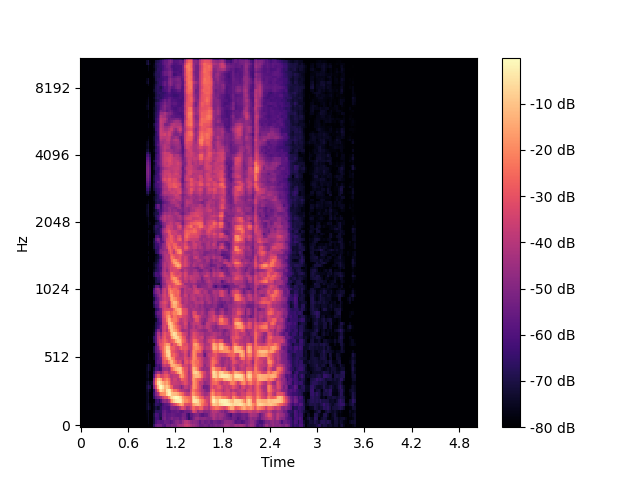 8192
4096
2048
1024
512
0
Hz
0 0.6 1.2 1.8 2.4 3 3.6 4.2 4.8
Time
-10 dB
-20 dB
-30 dB
-40 dB
-50 dB
-60 dB
-70 dB
-80 dB